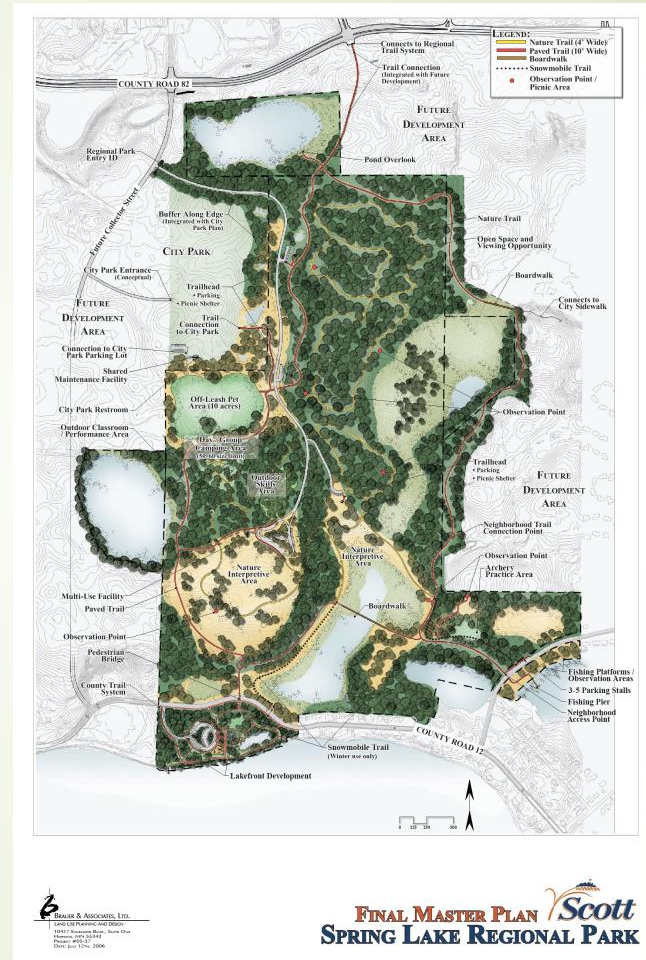 LEGEND:
Nature Trail (4' Wide)
Paved Trail (10' Wide)
Boardwalk
Snowmobile Trail
Observation Point /
Picnic Area
Connects to Regional
Trail System
Trail Connection
(Integrated with Future
Development)
COUNTY ROAD 82
FUTURE
DEVELOPMENT
AREA
Regional Park
Entry ID
Pond Overlook
Future Collector Street
Buffer Along Edge
(Integrated with City
Park Plan)
Nature Trail
CITY PARK
Open Space and
Viewing Opportunity
City Park Entrance
(Conceptual)
Boardwalk
Trailhead
• Parking
• Picnic Shelter
FUTURE
DEVELOPMENT
AREA
Connects to
City Sidewalk
Trail
Connection
to City Park
Connection to City
Park Parking Lot
Shared
Maintenance Facility
Off-Leash Pet
Area (10 acres)
City Park Restroom
Observation Point
Outdoor Classroom
/ Performance Area
Day / Group
Camping Area
Outdoor
Skills
Area
Trailhead
• Parking
• Picnic Shelter
FUTURE
DEVELOPMENT
AREA
Neighborhood Trail
Connection Point
Nature
Interpretive
Area
Nature
Interpretive
Area
Observation Point
Archery
Practice Area
Multi-Use Facility
Paved Trail
Boardwalk
Observation Point
Pedestrian
Bridge
Fishing Platforms /
Observation Areas
County Trail
System
3-5 Parking Stalls
Fishing Pier
Neighborhood
Access Point
COUNTY ROAD 12
Snowmobile Trail
(Winter use only)
Lakefront Development
BRAUER & ASSOCIATES, LTD.
LAND USE PLANNING AND DESIGN
FINAL MASTER PLAN
Scott
SPRING LAKE REGIONAL PARK